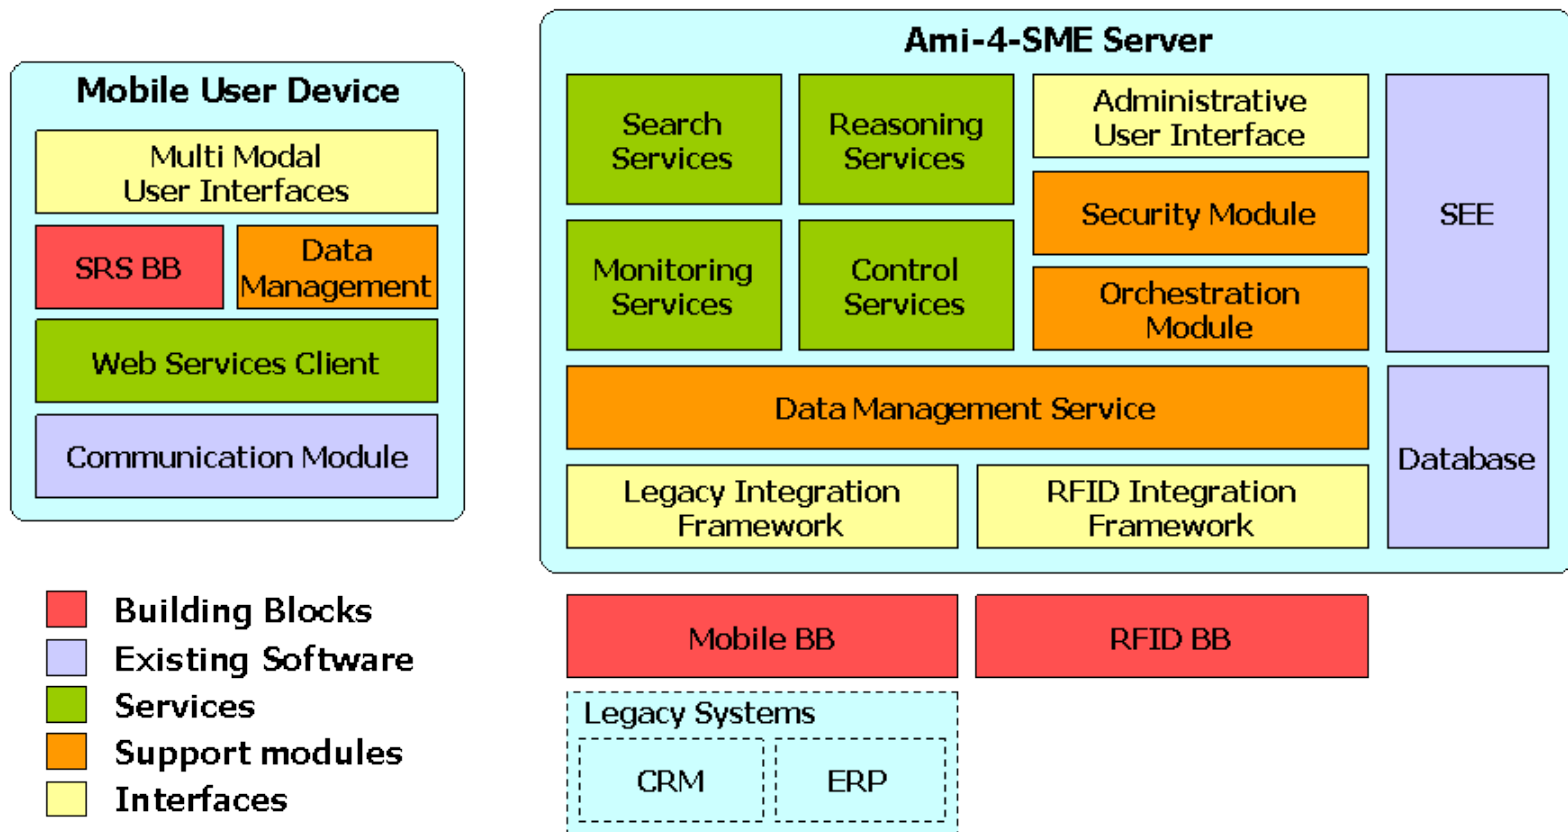 Mobile User Device
Multi Modal
User Interfaces
SRS BB
Data
Management
Web Services Client
Communication Module
Ami-4-SME Server
Search
Services
Reasoning
Services
Administrative
User Interface
SEE
Security Module
Monitoring
Services
Control
Services
Orchestration
Module
Data Management Service
Database
Legacy Integration
Framework
RFID Integration
Framework
Mobile BB
RFID BB
Legacy Systems
CRM
ERP
Building Blocks
Existing Software
Services
Support modules
Interfaces